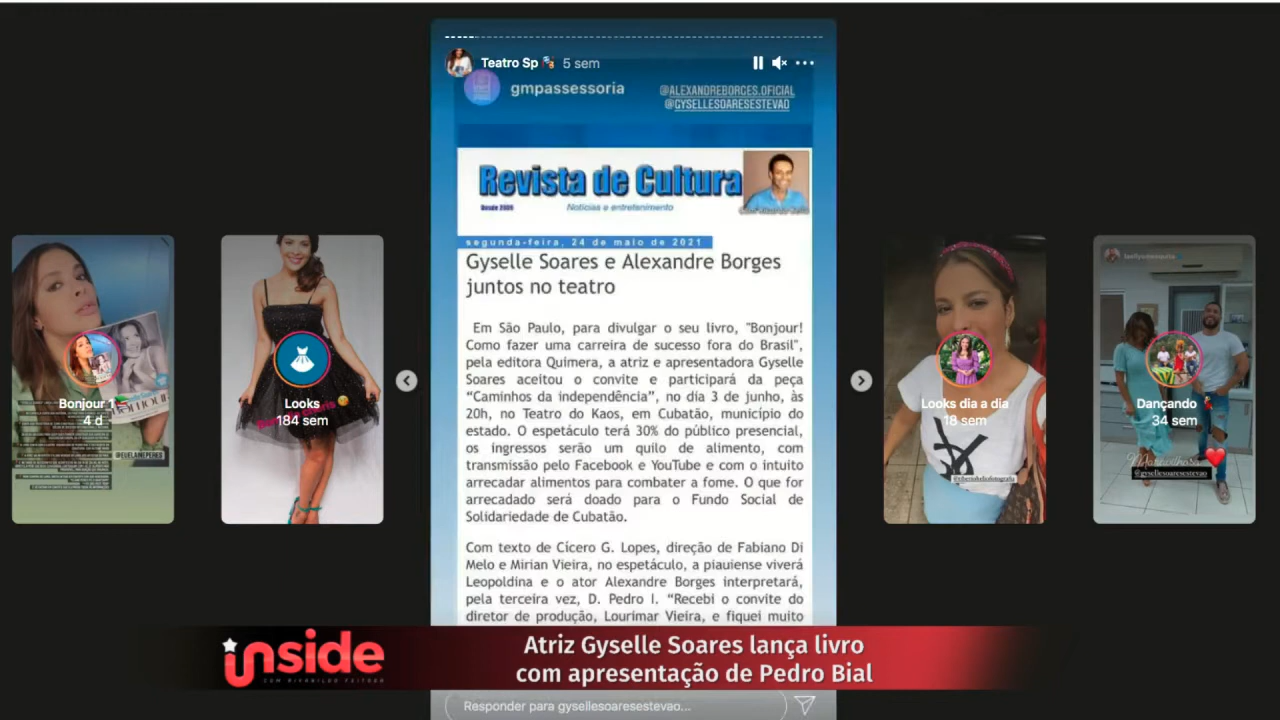 Teatro Sp 5 sem
gmpassessoria
@ALEXANDREBORGES.OFICIAL
@GYSELLESOARESESTEVAO
Revista de Cultura
Desde 2009
Notícias e entretenimento
segunda-feira, 24 de maio de 2021
Gyselle Soares e Alexandre Borges
juntos no teatro
Em São Paulo, para divulgar o seu livro, "Bonjour!
Como fazer uma carreira de sucesso fora do Brasil",
pela editora Quimera, a atriz e apresentadora Gyselle
Soares aceitou o convite e participará da peça
“Caminhos da independência”, no dia 3 de junho, às
20h, no Teatro do Kaos, em Cubatão, município do
estado. O espetáculo terá 30% do público presencial,
os ingressos serão um quilo de alimento, com
transmissão pelo Facebook e YouTube e com o intuito
arrecadar alimentos para combater a fome. O que for
arrecadado será doado para o Fundo Social de
Solidariedade de Cubatão.
Com texto de Cícero G. Lopes, direção de Fabiano Di
Melo e Mirian Vieira, no espetáculo, a piauiense viverá
Leopoldina e o ator Alexandre Borges interpretará,
pela terceira vez, D. Pedro I. “Recebi o convite do
diretor de produção, Lourimar Vieira, e fiquei muito
Bonjour 1
4 d
Looks
184 sem
Looks dia a dia
18 sem
Dançando
34 sem
Maravilhosa
@gysellesoaresestevao
inside
COM RIVANILDO FEITOSA
Atriz Gyselle Soares lança livro
com apresentação de Pedro Bial
Responder para gysellesoaresestevao...